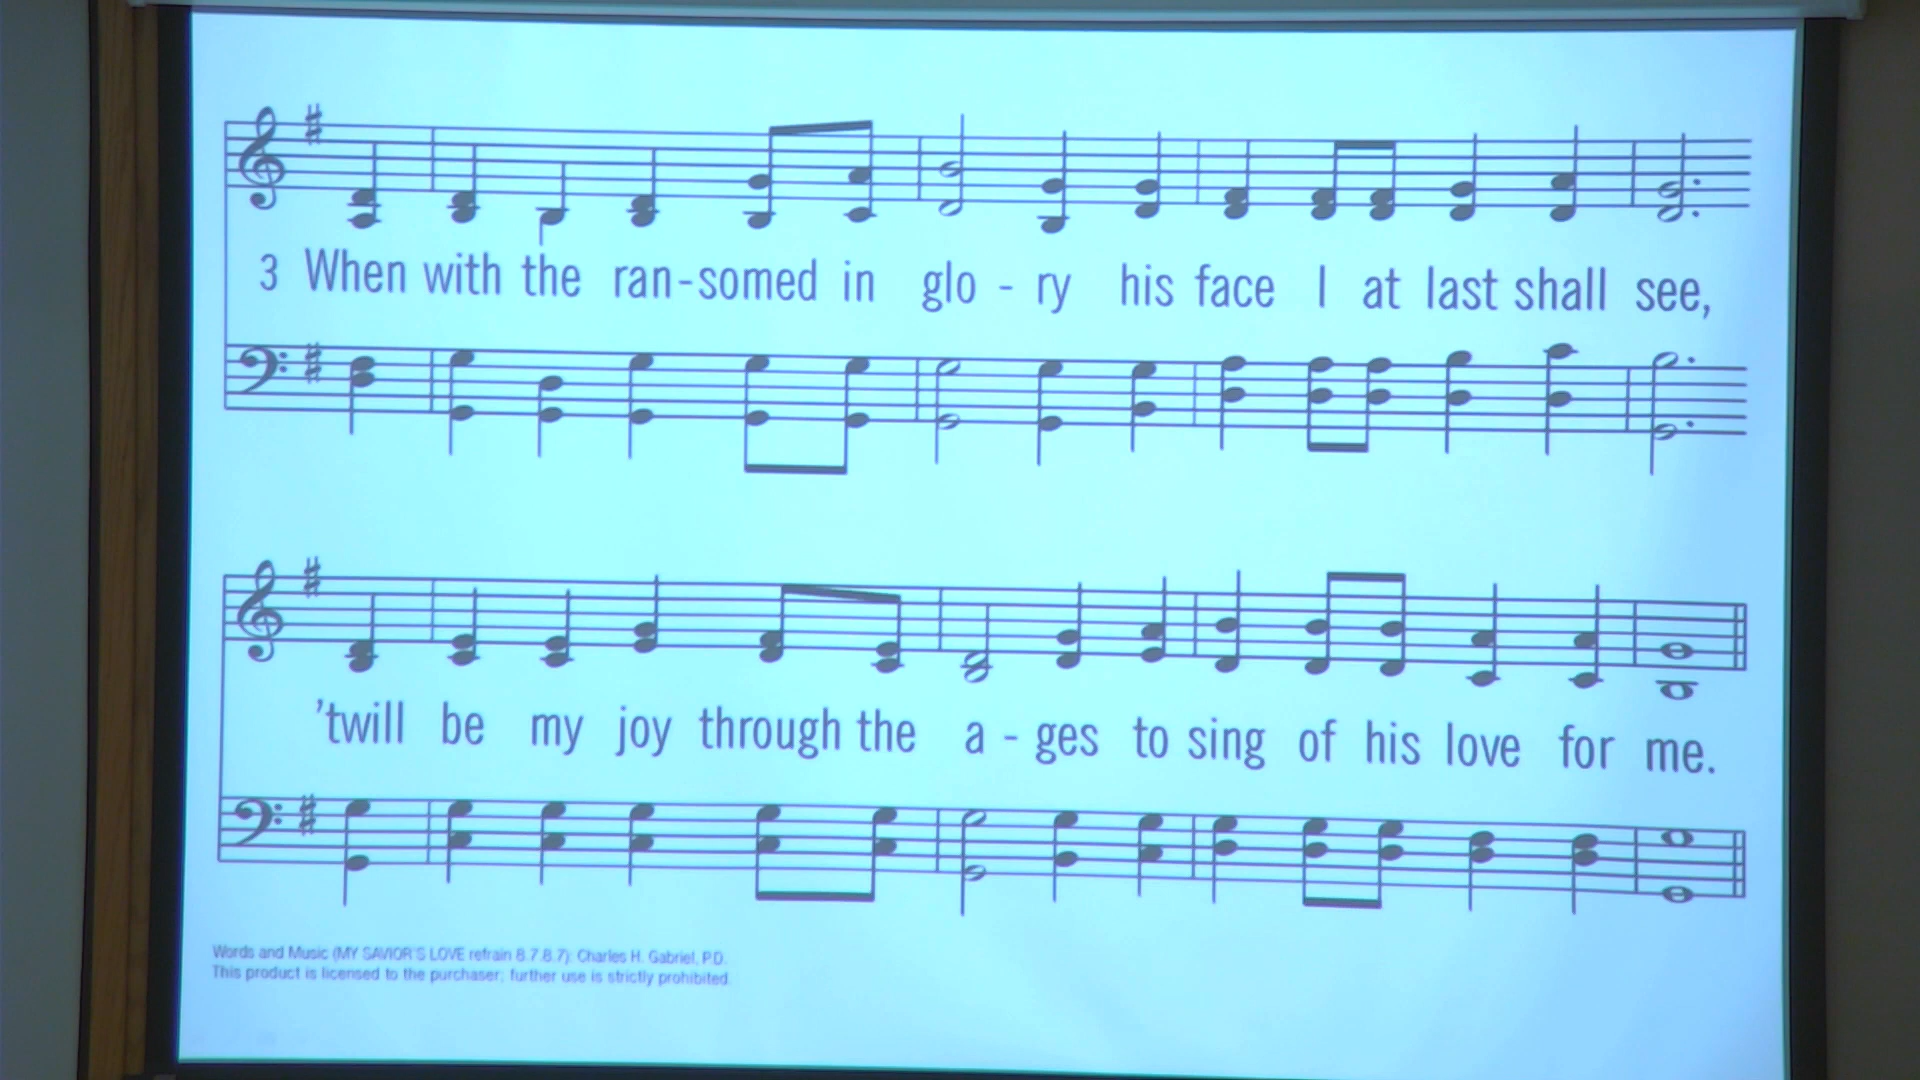 3 When with the ran-somed in glo - ry his face I at last shall see,
'twill be my joy through the a - ges to sing of his love for me.
Words and Music (MY SAVIOR'S LOVE refrain 8.7.8.7): Charles H. Gabriel, P.D.
This product is licensed to the purchaser; further use is strictly prohibited.